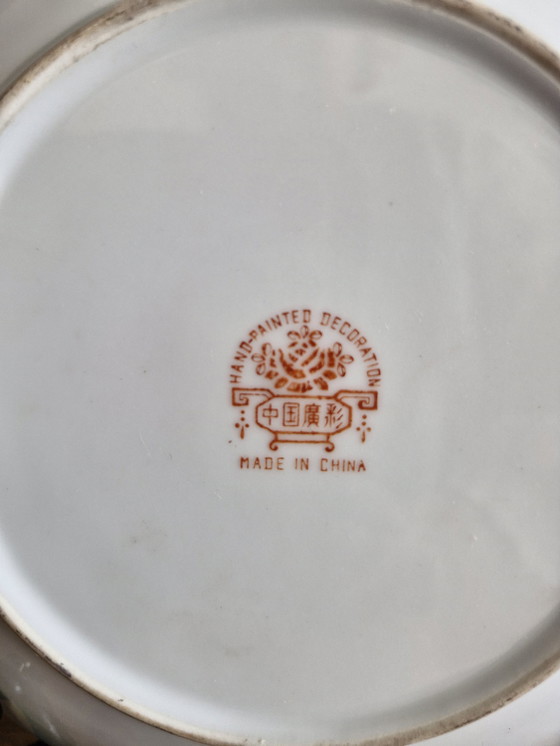 HAND-PAINTED DECORATION
中国廣彩
MADE IN CHINA